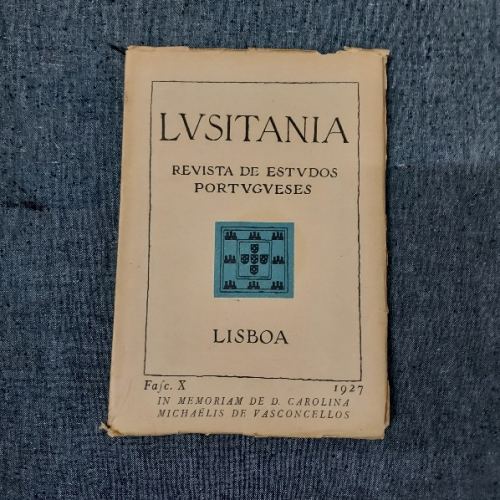 LVSITANIA
REVISTA DE ESTVDOS
PORTVGVESES
LISBOA
Faſc. X 1927
IN MEMORIAM DE D. CAROLINA
MICHAËLIS DE VASCONCELLOS